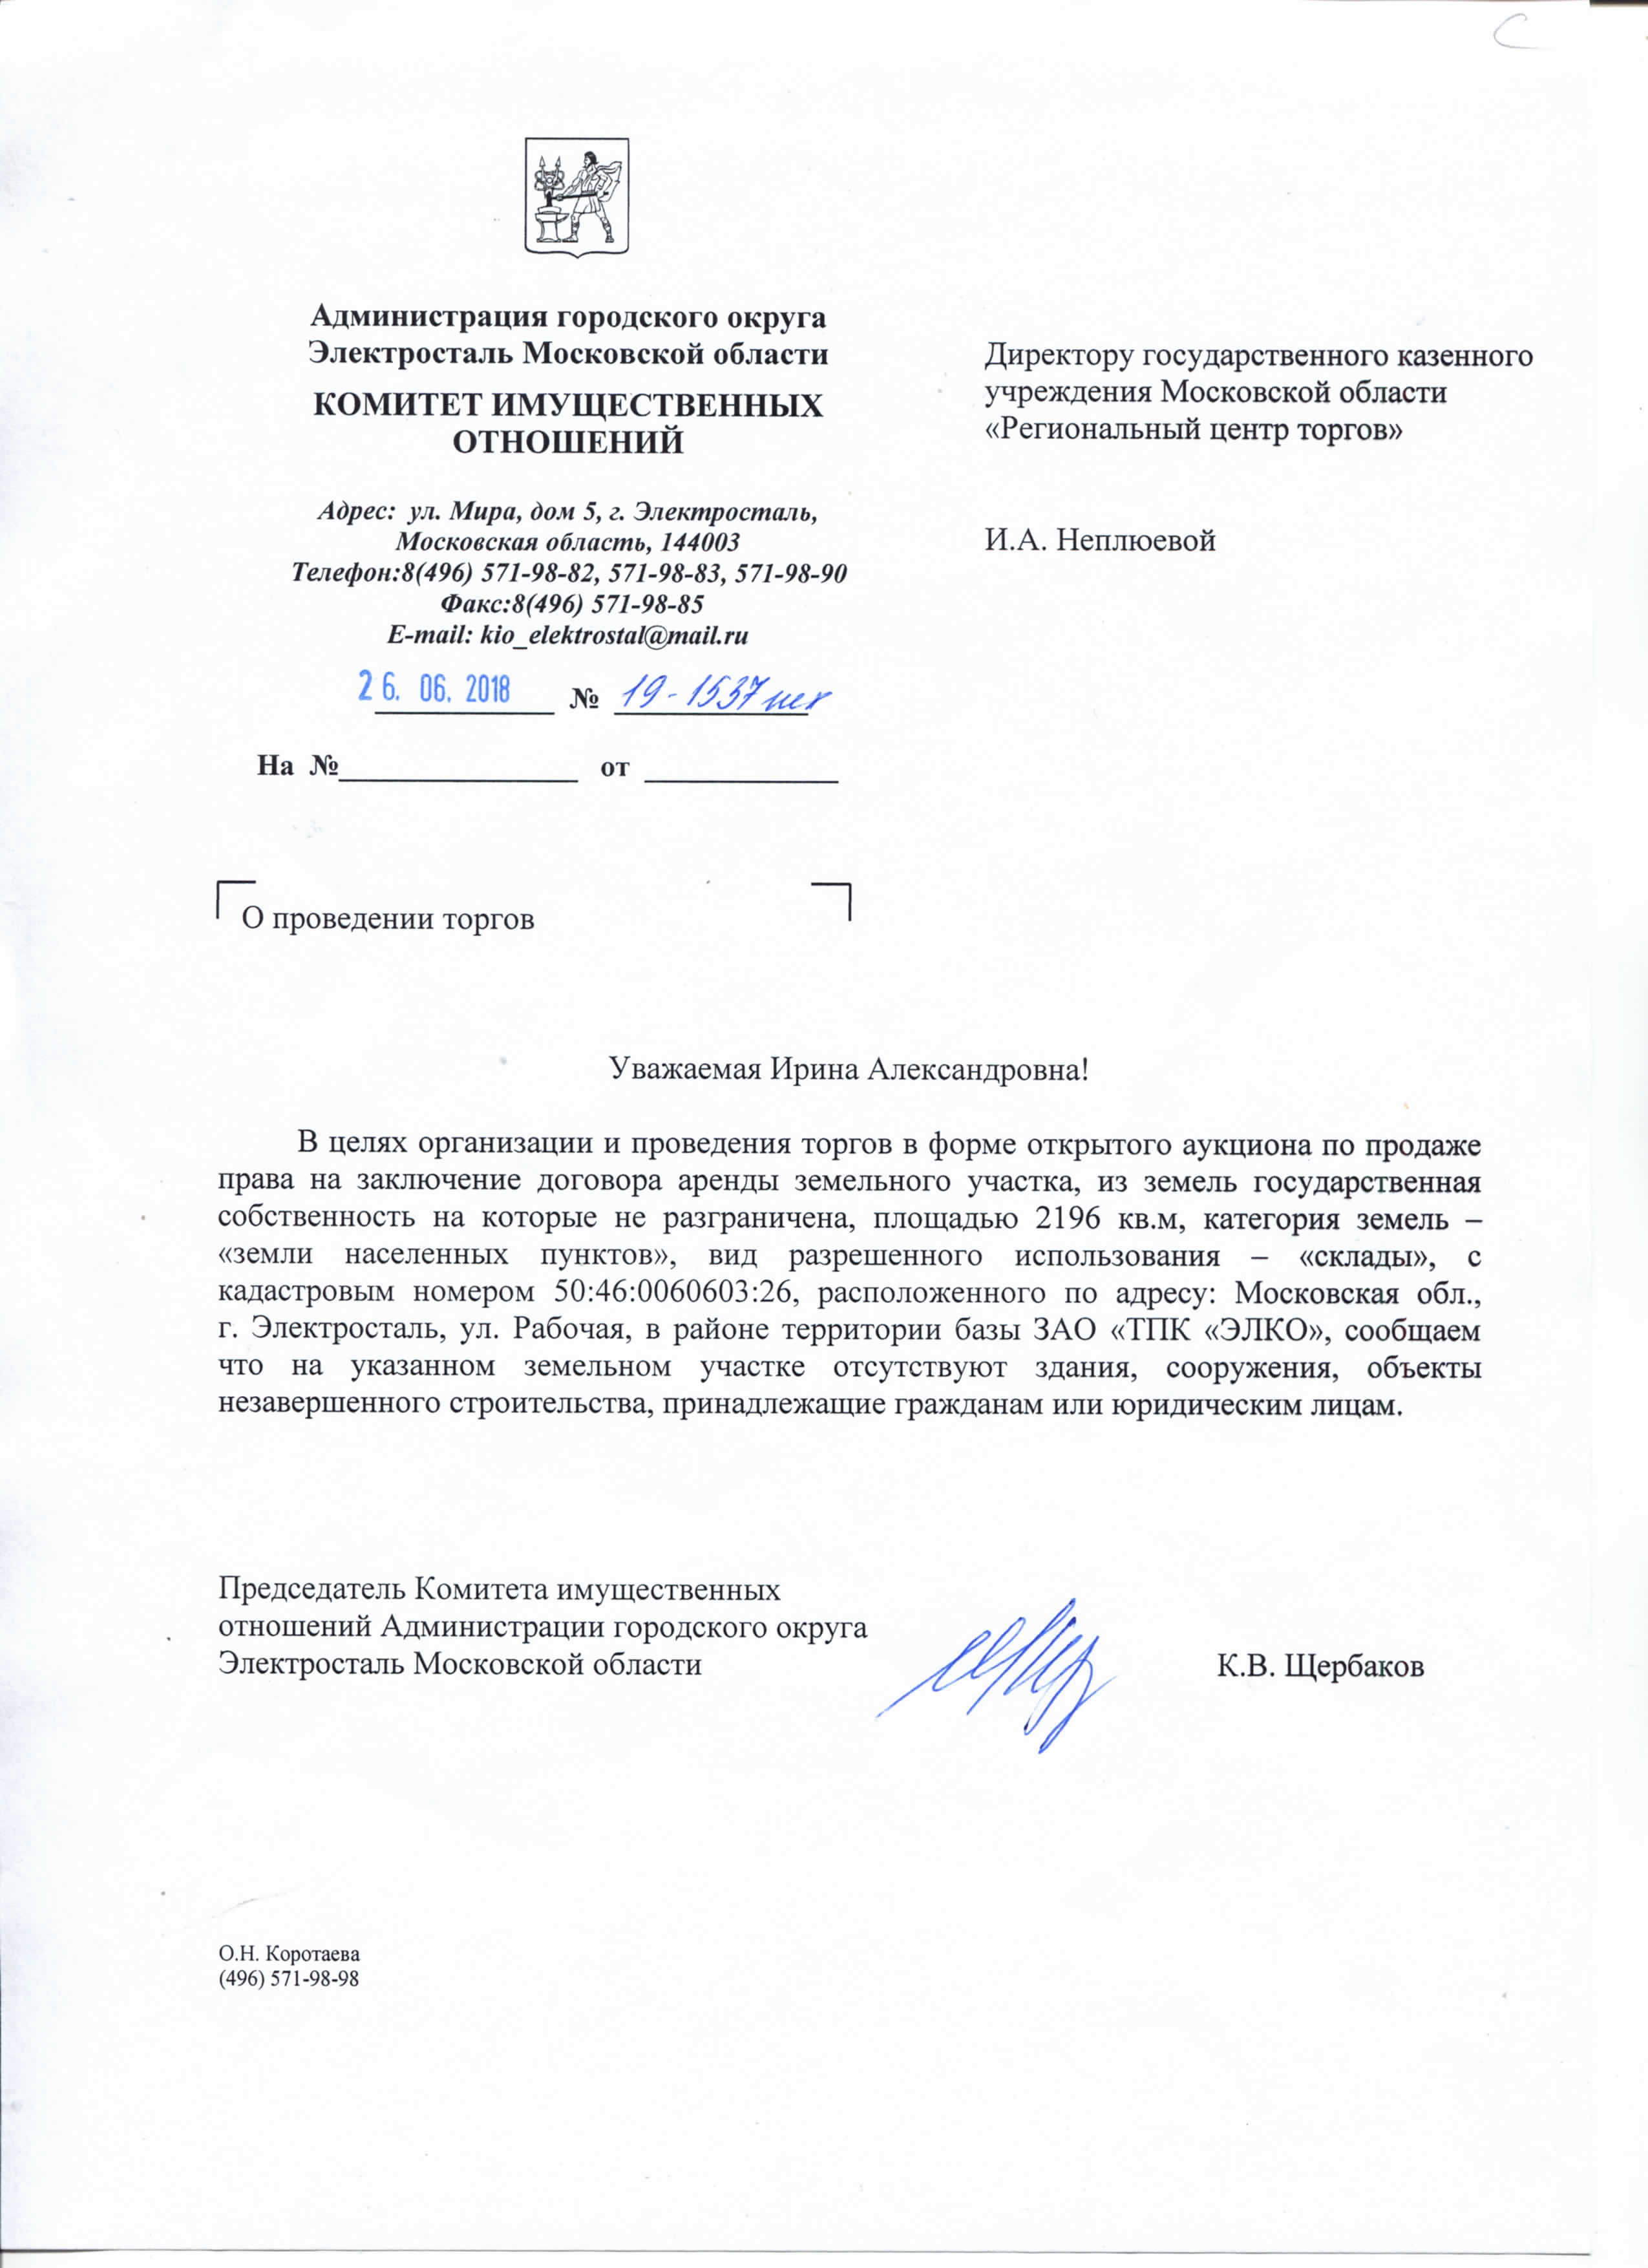 Администрация городского округа
Электросталь Московской области
КОМИТЕТ ИМУЩЕСТВЕННЫХ
ОТНОШЕНИЙ
Адрес: ул. Мира, дом 5, г. Электросталь,
Московская область, 144003
Телефон:8(496) 571-98-82, 571-98-83, 571-98-90
Факс:8(496) 571-98-85
E-mail: kio_elektrostal@mail.ru
26. 06. 2018 № 19-1537исх
На № от
Директору государственного казенного
учреждения Московской области
«Региональный центр торгов»
И.А. Неплюевой
О проведении торгов
Уважаемая Ирина Александровна!
В целях организации и проведения торгов в форме открытого аукциона по продаже
права на заключение договора аренды земельного участка, из земель государственная
собственность на которые не разграничена, площадью 2196 кв.м, категория земель –
«земли населенных пунктов», вид разрешенного использования – «склады», с
кадастровым номером 50:46:0060603:26, расположенного по адресу: Московская обл.,
г. Электросталь, ул. Рабочая, в районе территории базы ЗАО «ТПК «ЭЛКО», сообщаем
что на указанном земельном участке отсутствуют здания, сооружения, объекты
незавершенного строительства, принадлежащие гражданам или юридическим лицам.
Председатель Комитета имущественных
отношений Администрации городского округа
Электросталь Московской области
К.В. Щербаков
О.Н. Коротаева
(496) 571-98-98